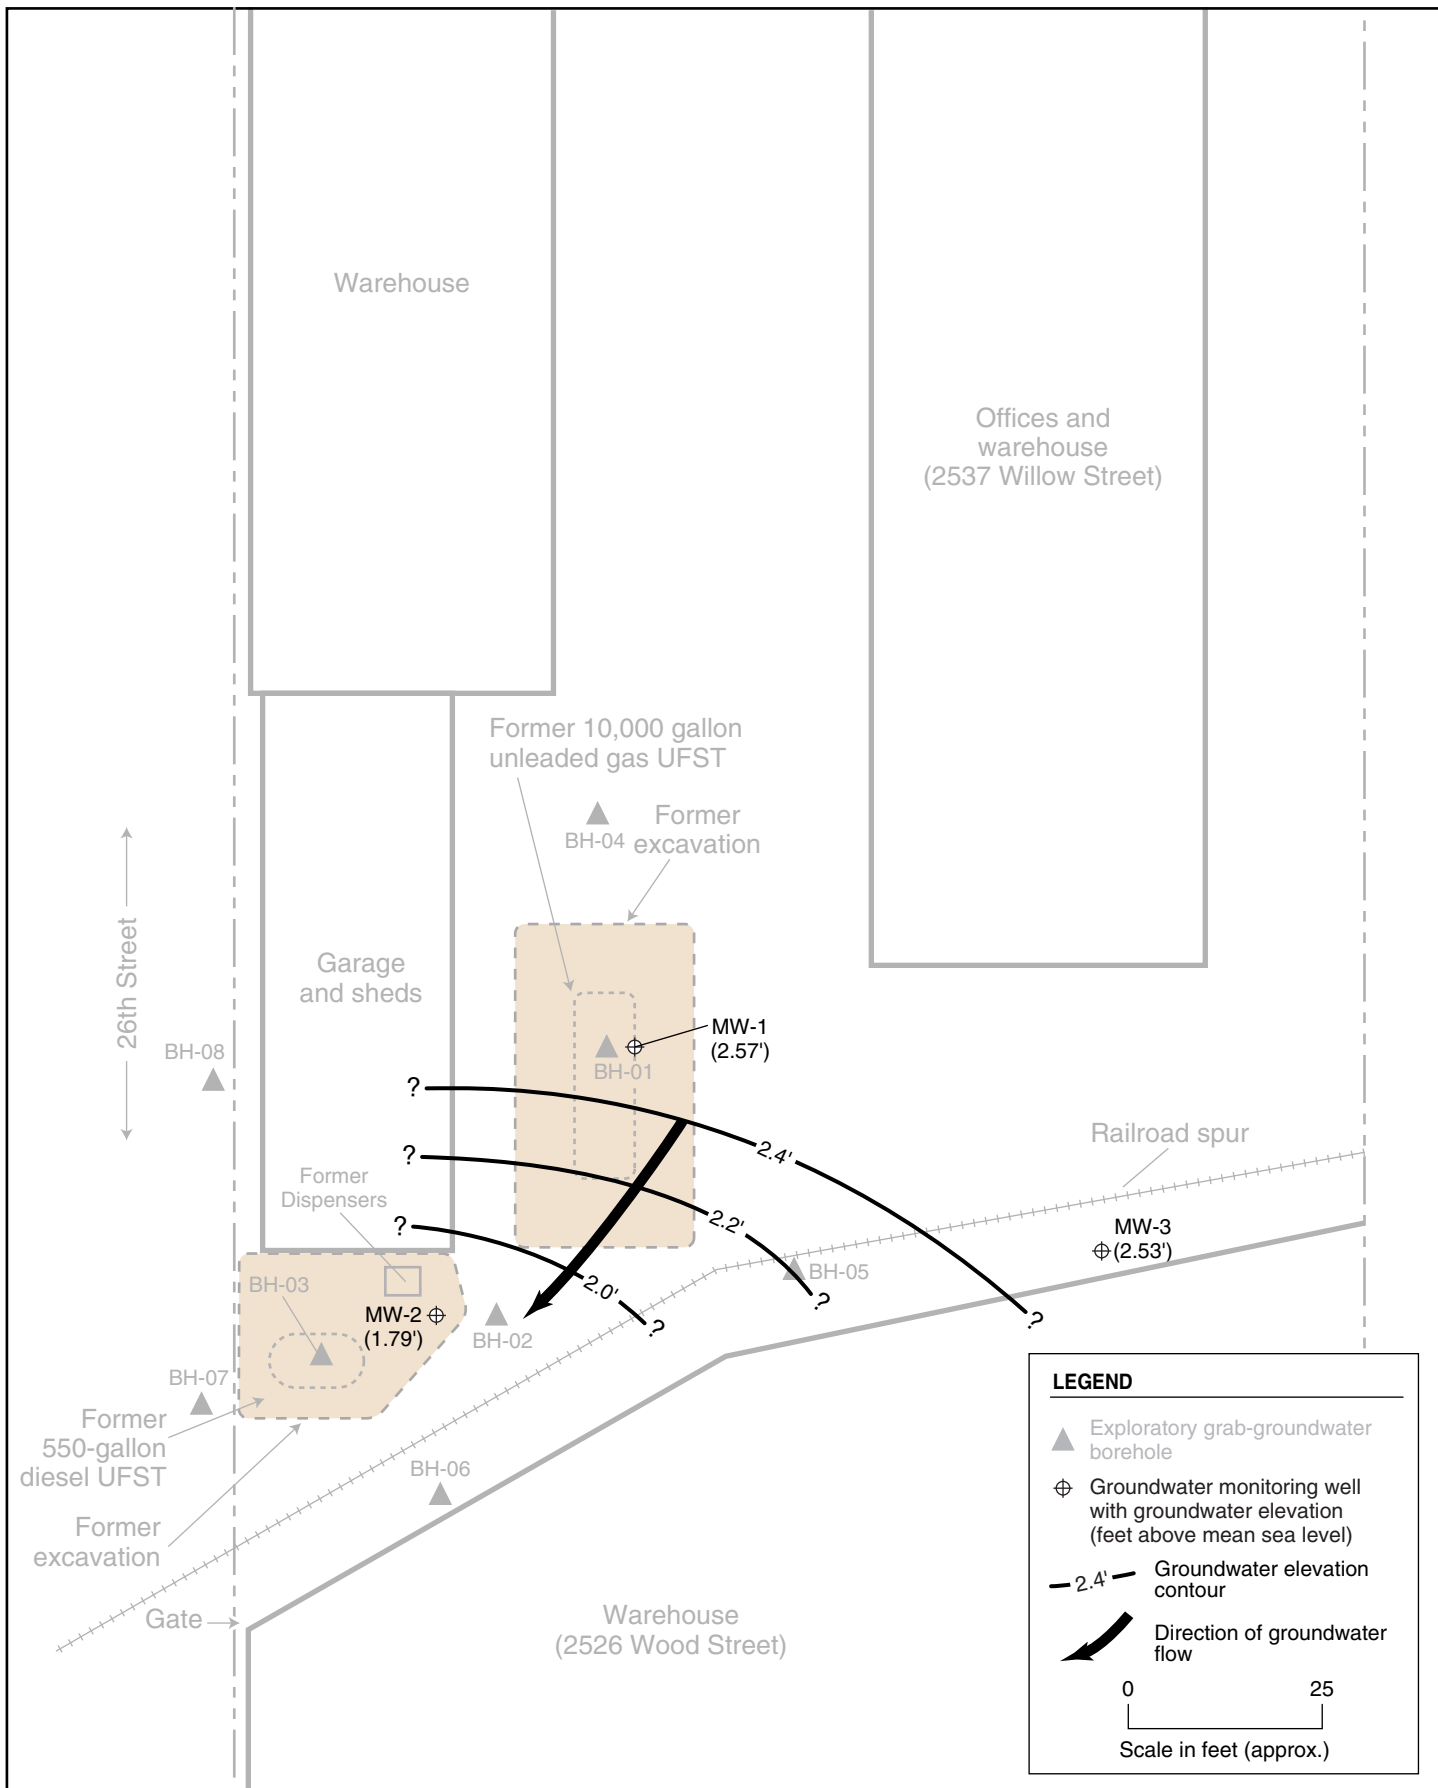 Warehouse
Offices and
warehouse
(2537 Willow Street)
Former 10,000 gallon
unleaded gas UFST
Former
excavation
BH-04
26th Street
Garage
and sheds
MW-1
(2.57')
BH-08
BH-01
?
2.4'
Railroad spur
?
Former
Dispensers
2.2'
?
MW-3
(2.53')
BH-05
BH-03
2.0'
?
MW-2
(1.79')
?
?
BH-02
BH-07
Former
550-gallon
diesel UFST
BH-06
Former
excavation
Gate
Warehouse
(2526 Wood Street)
LEGEND
Exploratory grab-groundwater
borehole
Groundwater monitoring well
with groundwater elevation
(feet above mean sea level)
2.4'
Groundwater elevation
contour
Direction of groundwater
flow
0 25
Scale in feet (approx.)